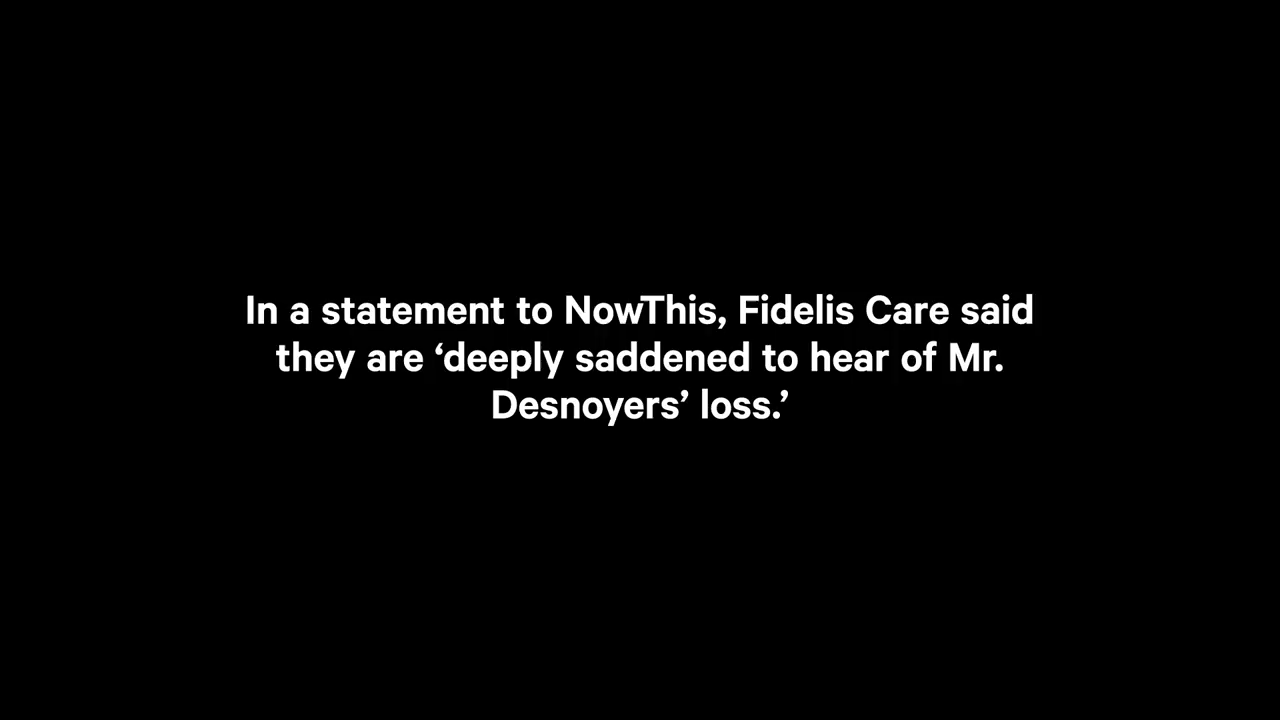 In a statement to NowThis, Fidelis Care said
they are ‘deeply saddened to hear of Mr.
Desnoyers’ loss.’